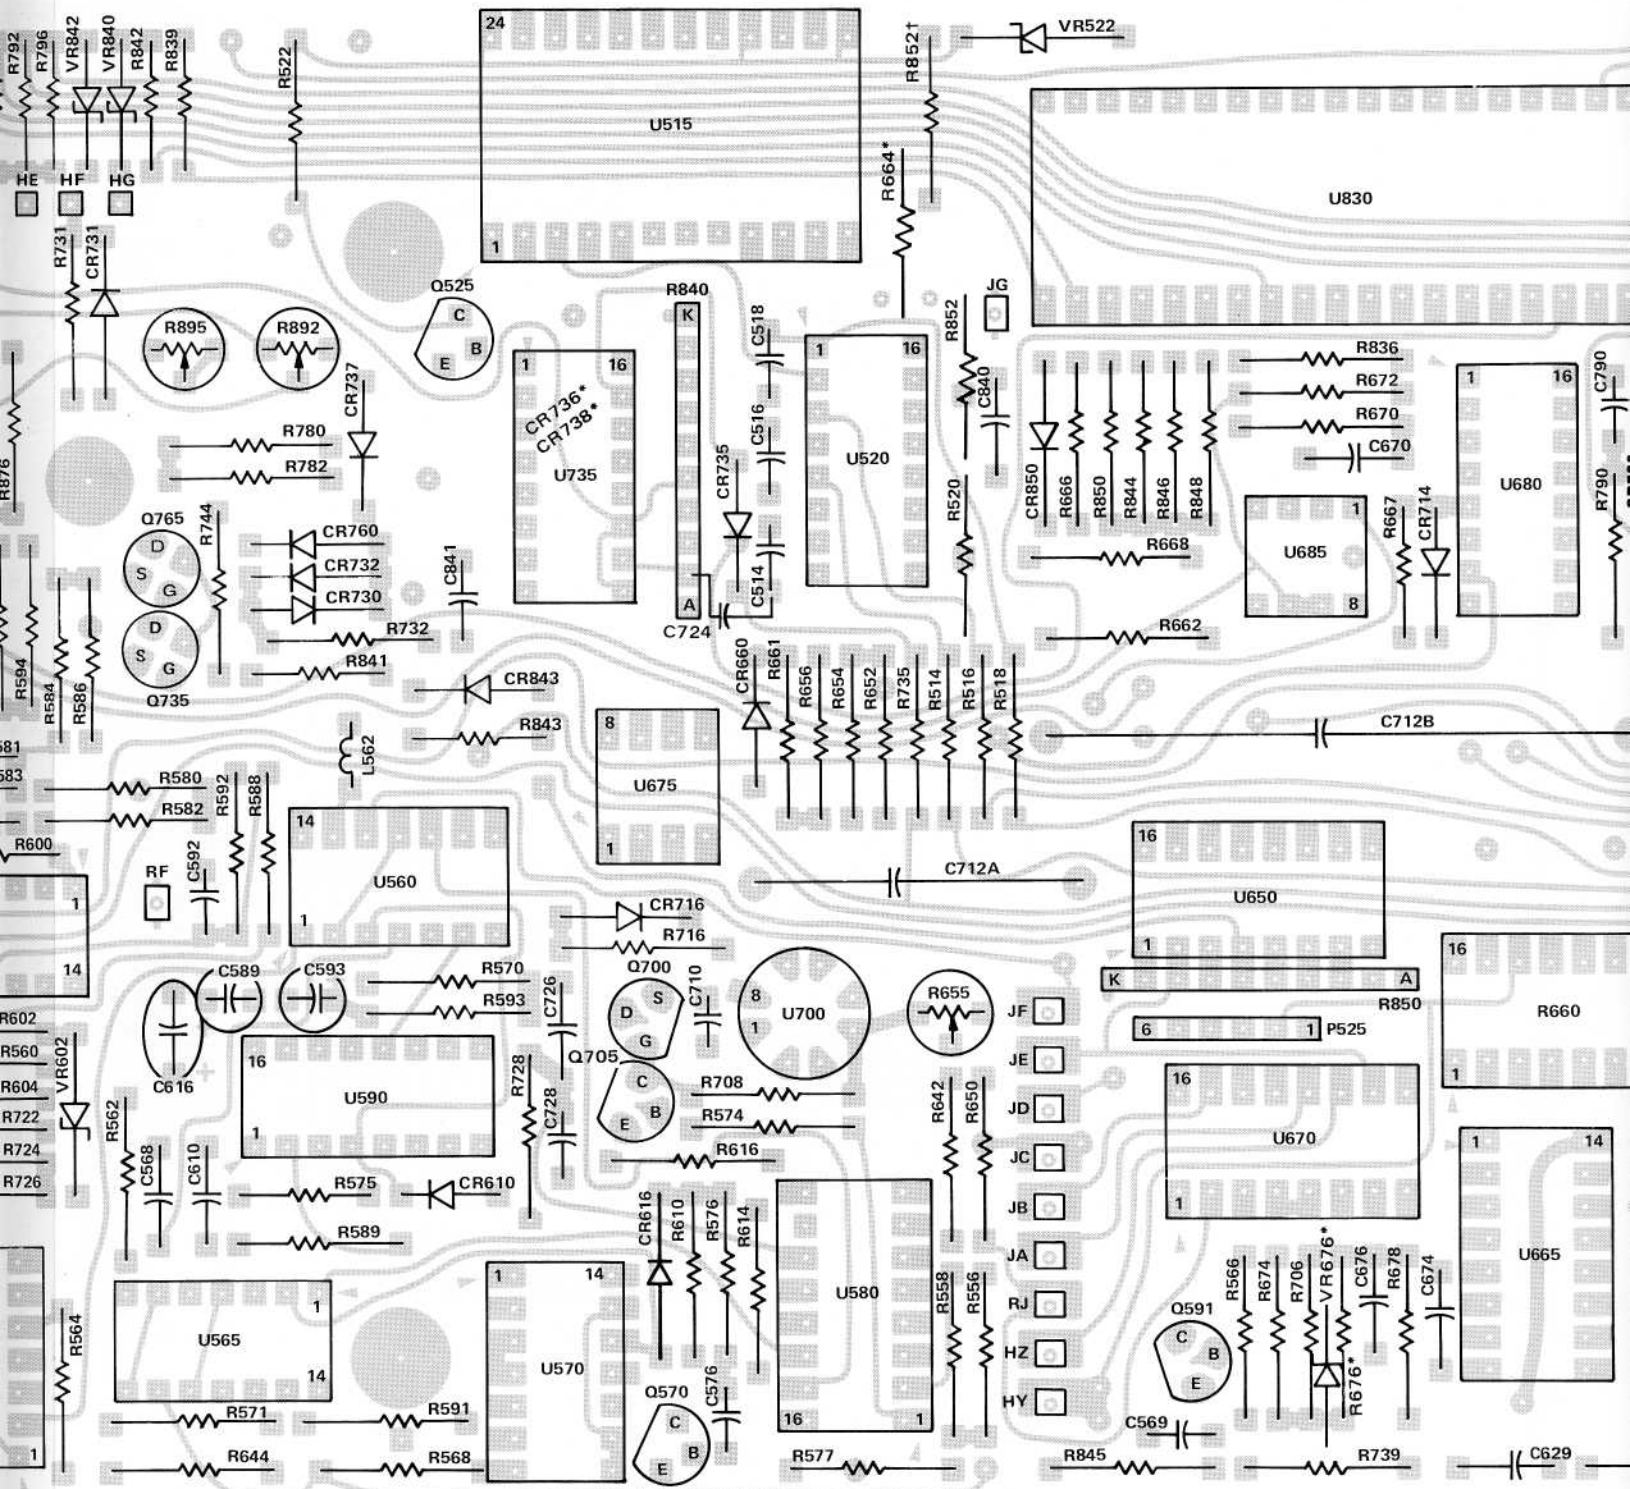 R792
R796
VR842
VR840
R842
R839
R522
24
U515
1
R852†
VR522
R664*
U830
HE
HF
HG
R731
CR731
R895
R892
Q525
C
B
E
R840
K
A
C518
C516
C514
C724
1
16
U520
R852
JG
C840
CR737
1
16
CR736*
CR738*
U735
CR735
R520
CR850
R666
R850
R844
R846
R848
R836
R672
R670
C670
1
16
U680
C790
R790
R876
R780
R782
Q765
D
S
G
R744
CR760
CR732
CR730
C841
R732
R841
D
S
G
Q735
R594
R584
R586
CR843
R843
L562
R668
R662
1
U685
8
R667
CR714
8
U675
1
CR660
R661
R656
R654
R652
R735
R514
R516
R518
C712B
581
583
R580
R582
R592
R588
R600
RF
C592
14
U560
1
1
14
C712A
16
U650
1
CR716
R716
K
A
R850
6
1
P525
16
R660
1
C589
C593
C616
R570
R593
C726
Q700
S
D
G
C710
8
U700
1
R655
JF
JE
JD
JC
JB
JA
RJ
HZ
HY
R602
R560
R604
R722
R724
R726
VR602
R562
16
U590
1
C568
C610
R728
C728
Q705
C
B
E
R708
R574
R616
R642
R650
16
U670
1
1
14
U665
R575
CR610
R589
CR616
R610
R576
R614
U580
16
1
R558
R556
R566
R674
R706
VR676*
C676
R678
C674
R676*
Q591
C
B
E
R564
1
U565
14
1
14
U570
Q570
C
B
E
C576
1
R571
R591
R644
R568
R577
C569
R845
R739
C629